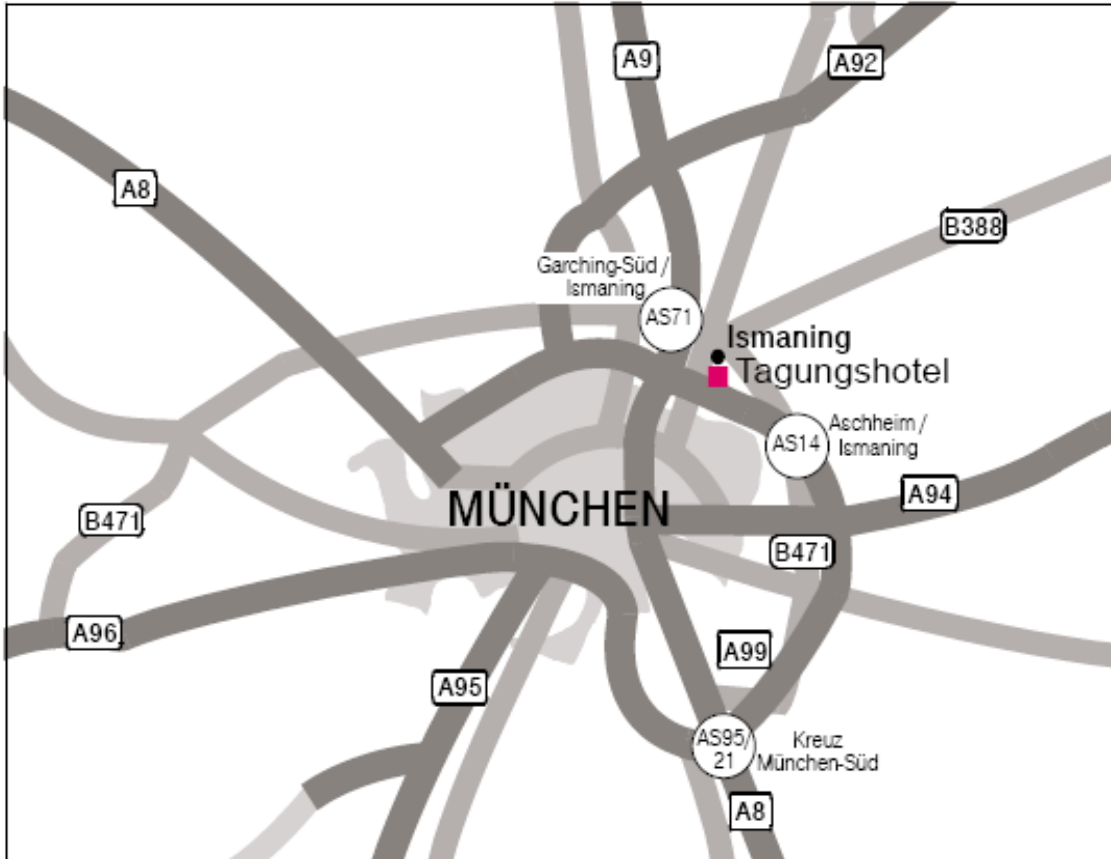 A9
A92
A8
B388
Garching-Süd /
Ismaning
AS71
Ismaning
Tagungshotel
Aschheim /
Ismaning
AS14
A94
MÜNCHEN
B471
B471
A96
A99
A95
AS95/
21
Kreuz
München-Süd
A8